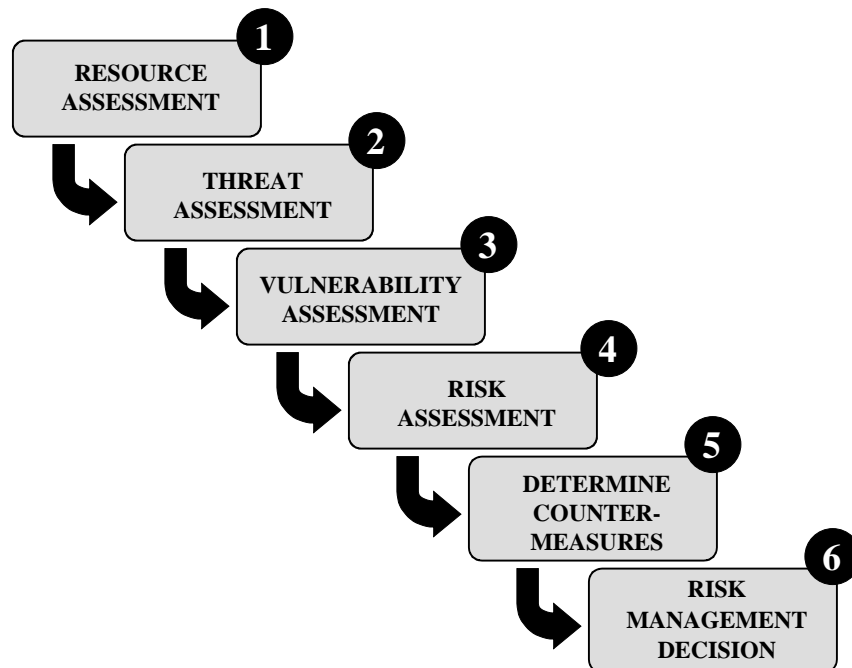 1
RESOURCE
ASSESSMENT
2
THREAT
ASSESSMENT
3
VULNERABILITY
ASSESSMENT
4
RISK
ASSESSMENT
5
DETERMINE
COUNTER-
MEASURES
6
RISK
MANAGEMENT
DECISION